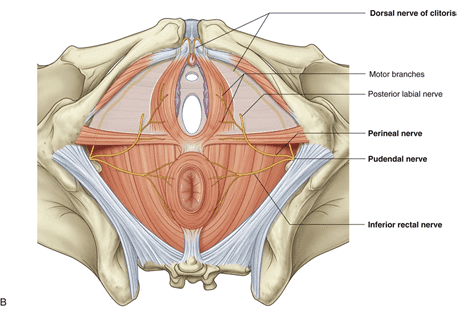 Dorsal nerve of clitoris
Motor branches
Posterior labial nerve
Perineal nerve
Pudendal nerve
Inferior rectal nerve
B